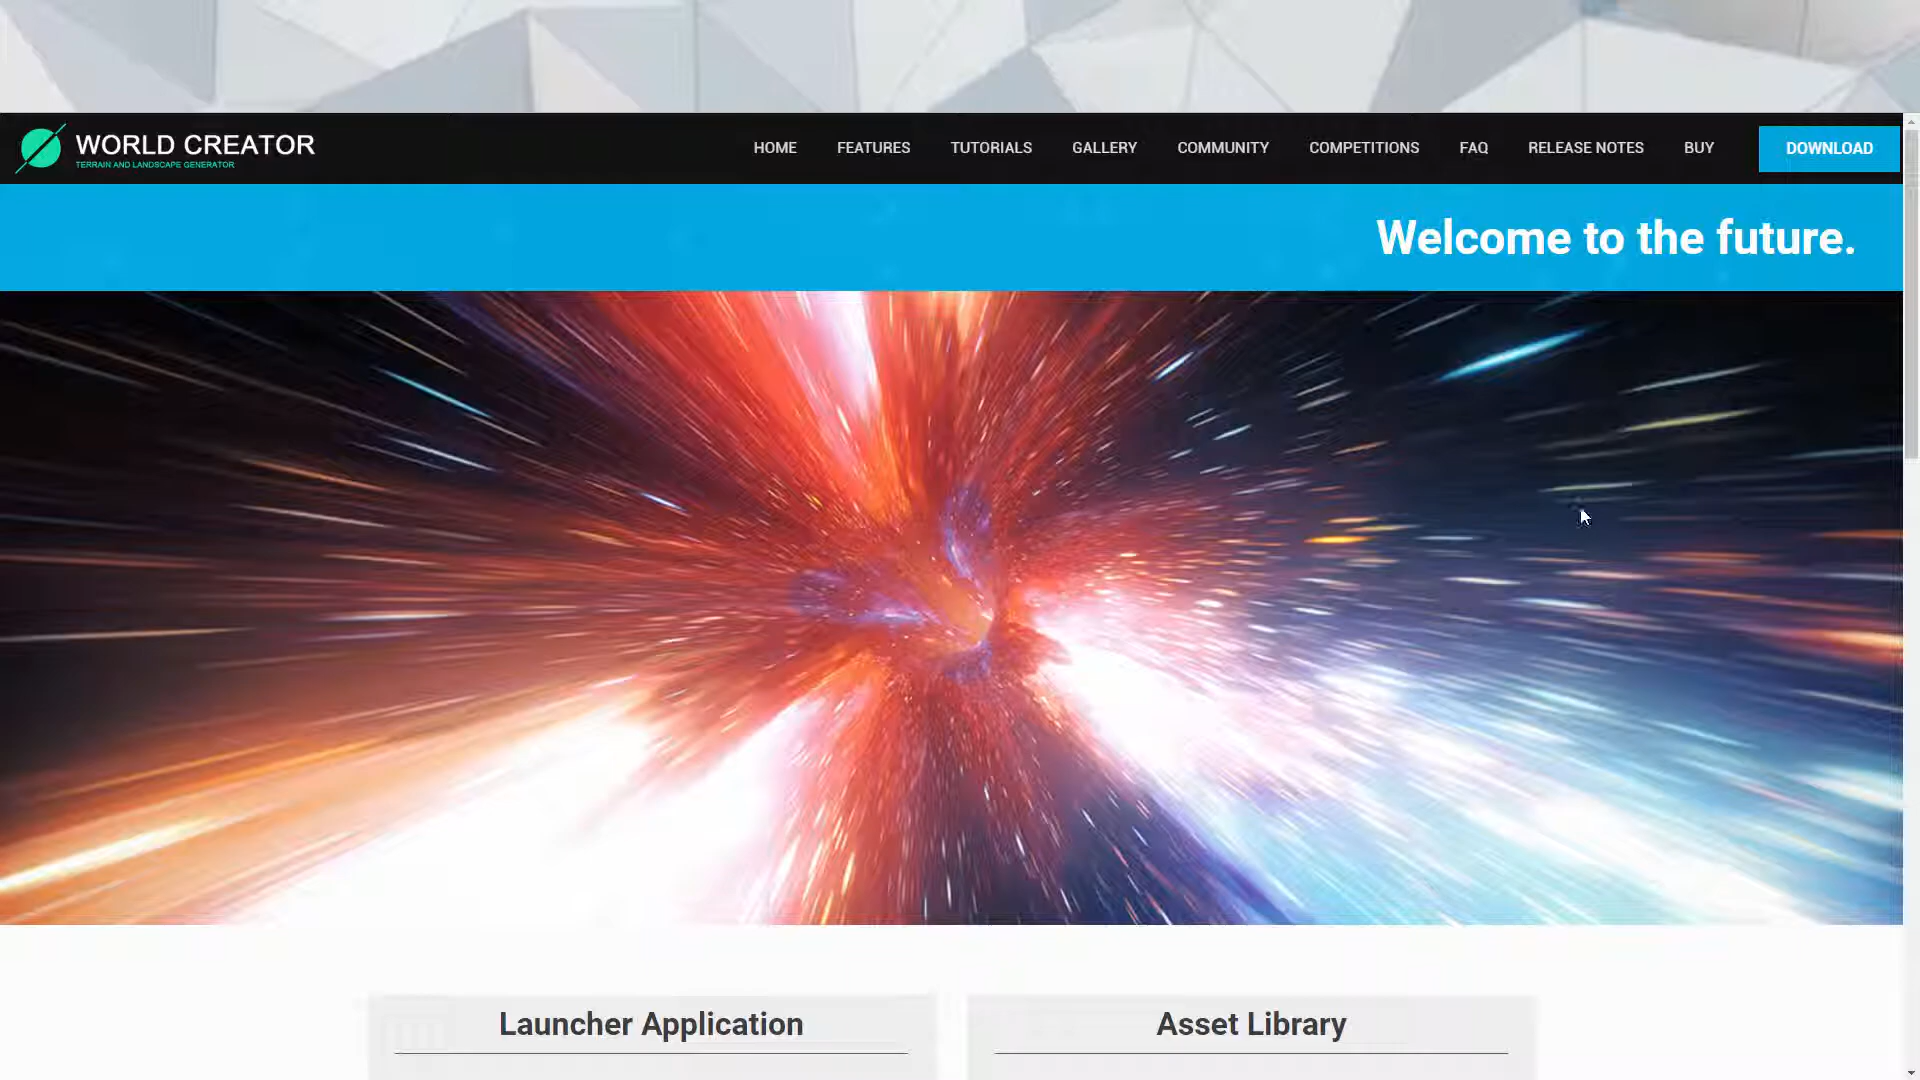 WORLD CREATOR
TERRAIN AND LANDSCAPE GENERATOR
HOME FEATURES TUTORIALS GALLERY COMMUNITY COMPETITIONS FAQ RELEASE NOTES BUY DOWNLOAD
Welcome to the future.
Launcher Application
Asset Library